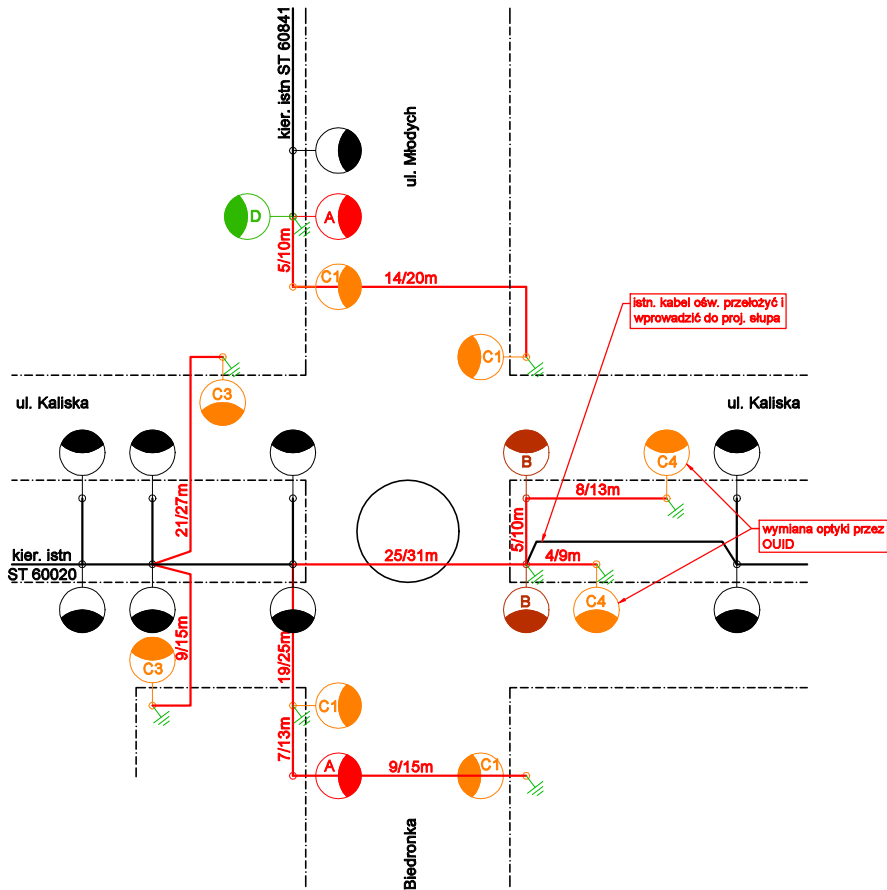 kier. istn ST 60841
ul. Młodych
D
A
5/10m
C1
14/20m
istn. kabel ośw. przełożyć i
wprowadzić do proj. słupa
C1
C3
ul. Kaliska
ul. Kaliska
B
C4
21/27m
8/13m
5/10m
wymiana optyki przez
OUID
kier. istn
ST 60020
25/31m
4/9m
B
C4
9/15m
C3
19/25m
C1
7/13m
A
9/15m
C1
Biedronka